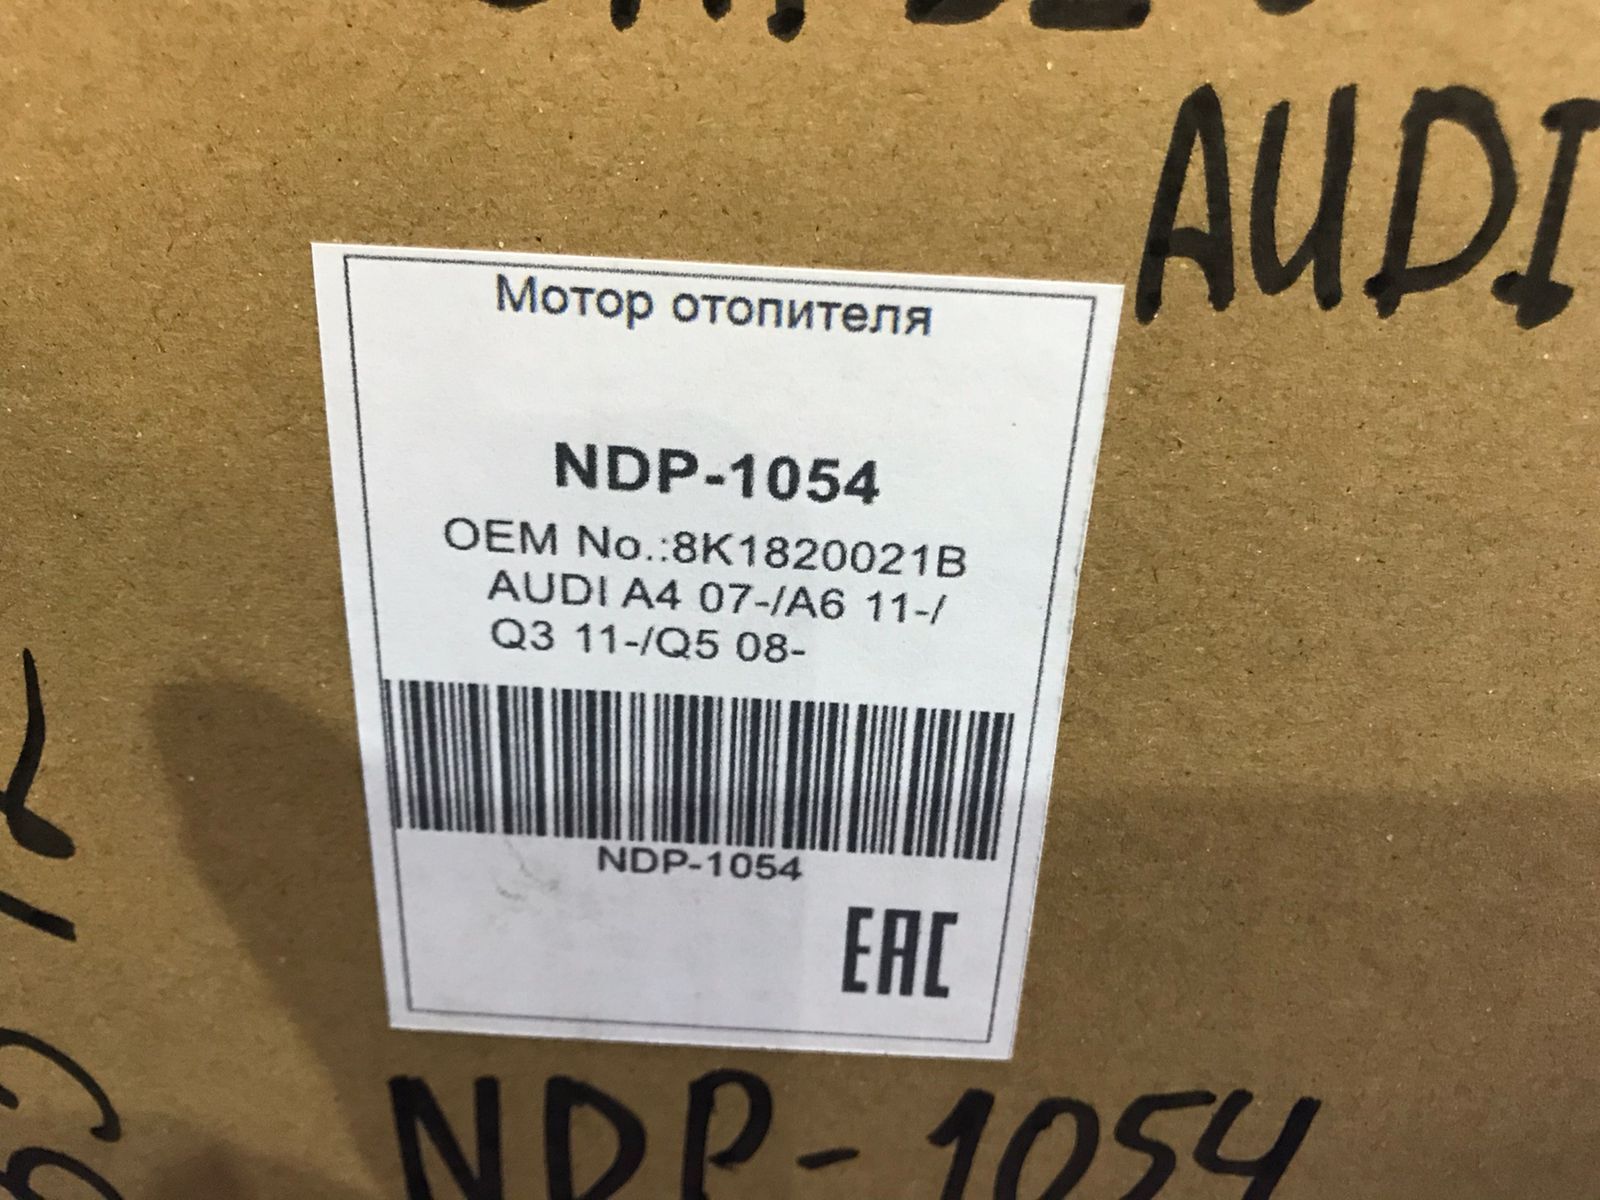 AUDI
Мотор отопителя
NDP-1054
OEM No.:8K1820021B
AUDI A4 07-/A6 11-/
Q3 11-/Q5 08-
NDP-1054
EAC
NDP-1054